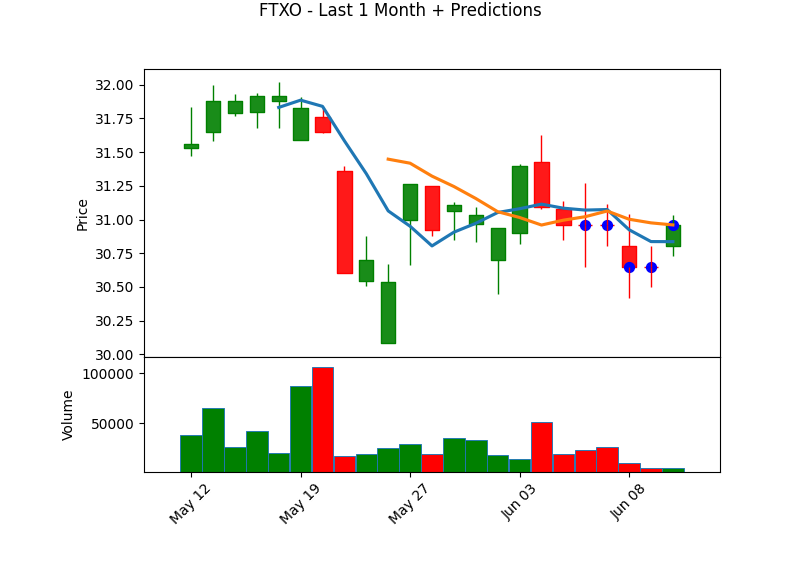 FTXO - Last 1 Month + Predictions
32.00
31.75
31.50
31.25
31.00
30.75
30.50
30.25
30.00
Price
100000
50000
Volume
May 12
May 19
May 27
Jun 03
Jun 08